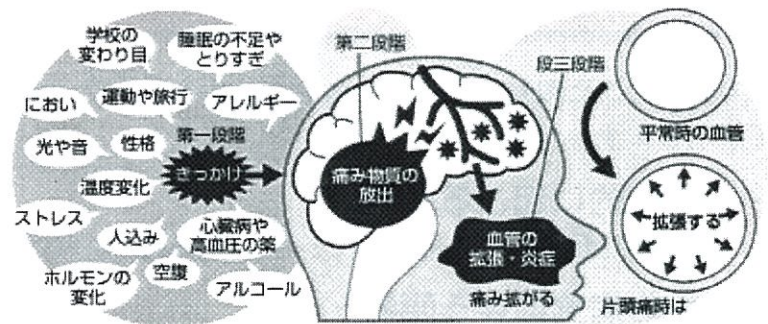 学校の
変わり目
睡眠の不足や
とりすぎ
におい
運動や旅行
アレルギー
光や音
性格
第一段階
きっかけ
温度変化
ストレス
人込み
心臓病や
高血圧の薬
ホルモンの
変化
空腹
アルコール
第二段階
痛み物質の
放出
段三段階
血管の
拡張・炎症
痛み拡がる
平常時の血管
拡張する
片頭痛時は